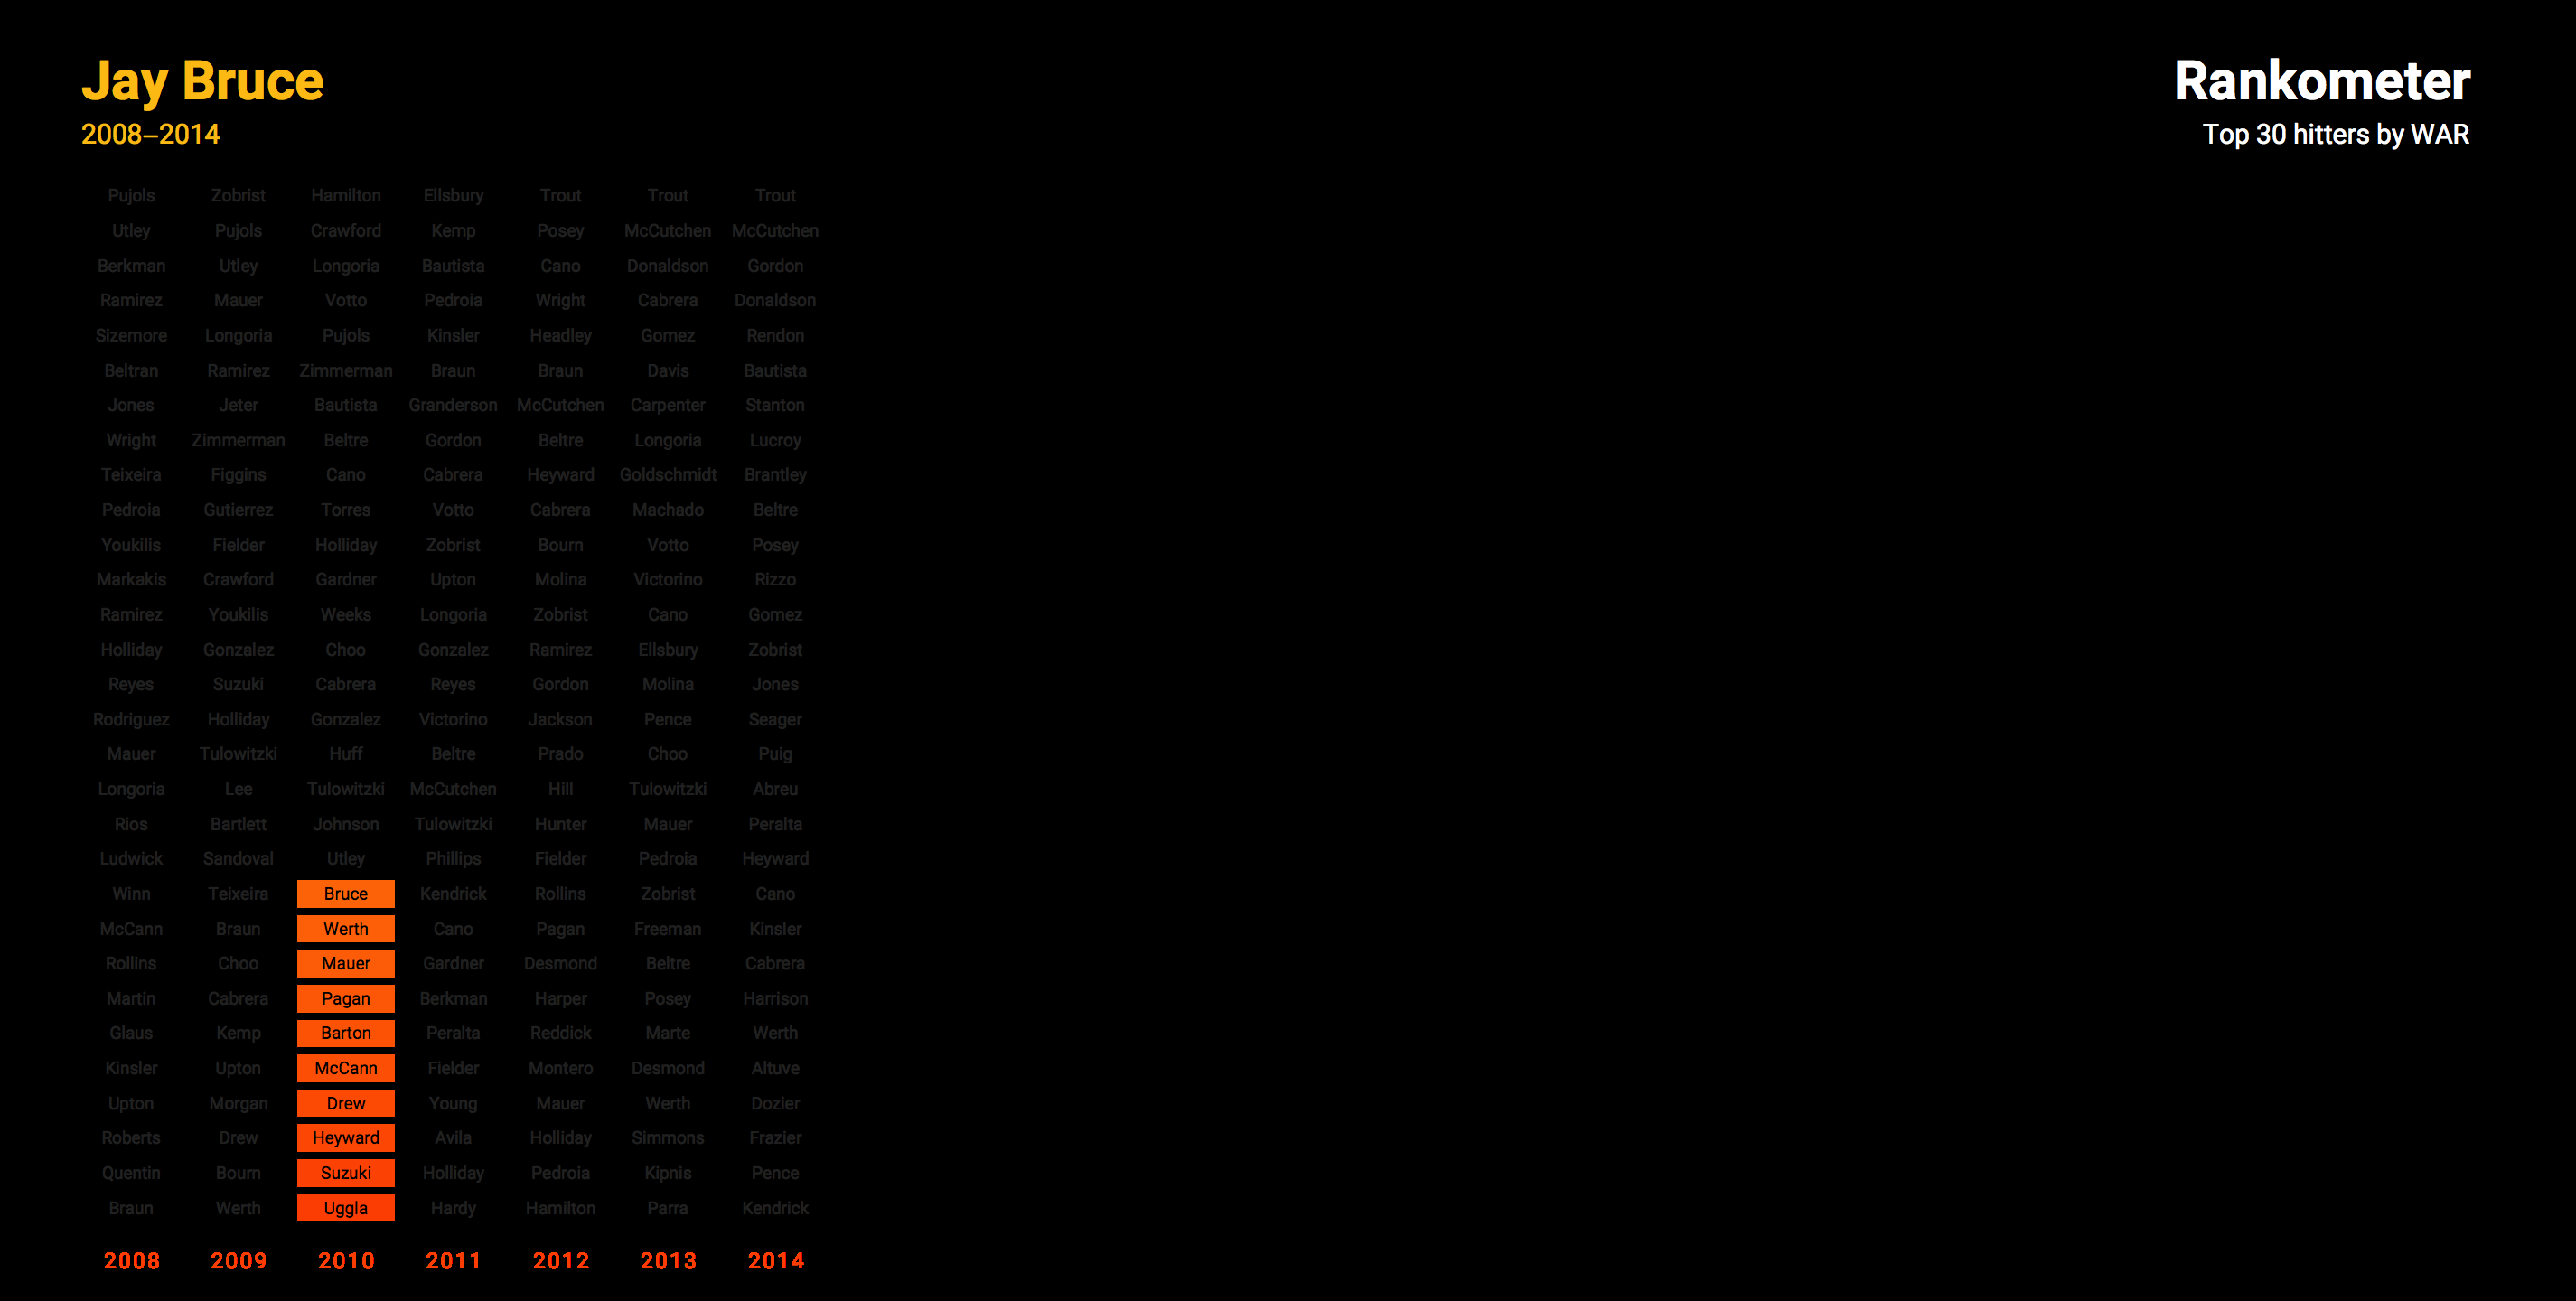 Jay Bruce
2008–2014
Rankometer
Top 30 hitters by WAR
Pujols Zobrist Hamilton Ellsbury Trout Trout Trout
Utley Pujols Crawford Kemp Posey McCutchen McCutchen
Berkman Utley Longoria Bautista Cano Donaldson Gordon
Ramirez Mauer Votto Pedroia Wright Cabrera Donaldson
Sizemore Longoria Pujols Kinsler Headley Gomez Rendon
Beltran Ramirez Zimmerman Braun Braun Davis Bautista
Jones Jeter Bautista Granderson McCutchen Carpenter Stanton
Wright Zimmerman Beltre Gordon Beltre Longoria Lucroy
Teixeira Figgins Cano Cabrera Heyward Goldschmidt Brantley
Pedroia Gutierrez Torres Votto Cabrera Machado Beltre
Youkilis Fielder Holliday Zobrist Bourn Votto Posey
Markakis Crawford Gardner Upton Molina Victorino Rizzo
Ramirez Youkilis Weeks Longoria Zobrist Cano Gomez
Holliday Gonzalez Choo Gonzalez Ramirez Ellsbury Zobrist
Reyes Suzuki Cabrera Reyes Gordon Molina Jones
Rodriguez Holliday Gonzalez Victorino Jackson Pence Seager
Mauer Tulowitzki Huff Beltre Prado Choo Puig
Longoria Lee Tulowitzki McCutchen Hill Tulowitzki Abreu
Rios Bartlett Johnson Tulowitzki Hunter Mauer Peralta
Ludwick Sandoval Utley Phillips Fielder Pedroia Heyward
Winn Teixeira Bruce Kendrick Rollins Zobrist Cano
McCann Braun Werth Cano Pagan Freeman Kinsler
Rollins Choo Mauer Gardner Desmond Beltre Cabrera
Martin Cabrera Pagan Berkman Harper Posey Harrison
Glaus Kemp Barton Peralta Reddick Marte Werth
Kinsler Upton McCann Fielder Montero Desmond Altuve
Upton Morgan Drew Young Mauer Werth Dozier
Roberts Drew Heyward Avila Holliday Simmons Frazier
Quentin Bourn Suzuki Holliday Pedroia Kipnis Pence
Braun Werth Uggla Hardy Hamilton Parra Kendrick
2008 2009 2010 2011 2012 2013 2014